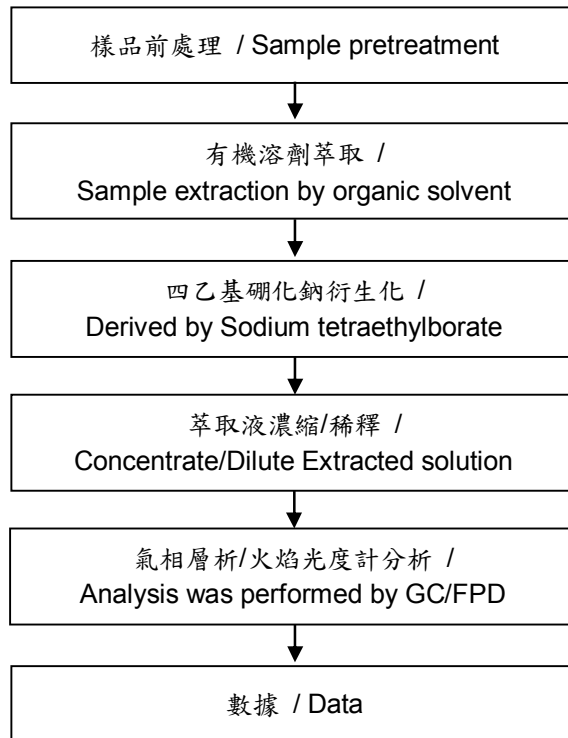 樣品前處理 / Sample pretreatment
有機溶劑萃取 /
Sample extraction by organic solvent
四乙基硼化鈉衍生化 /
Derived by Sodium tetraethylborate
萃取液濃縮/稀釋 /
Concentrate/Dilute Extracted solution
氣相層析/火焰光度計分析 /
Analysis was performed by GC/FPD
數據 / Data